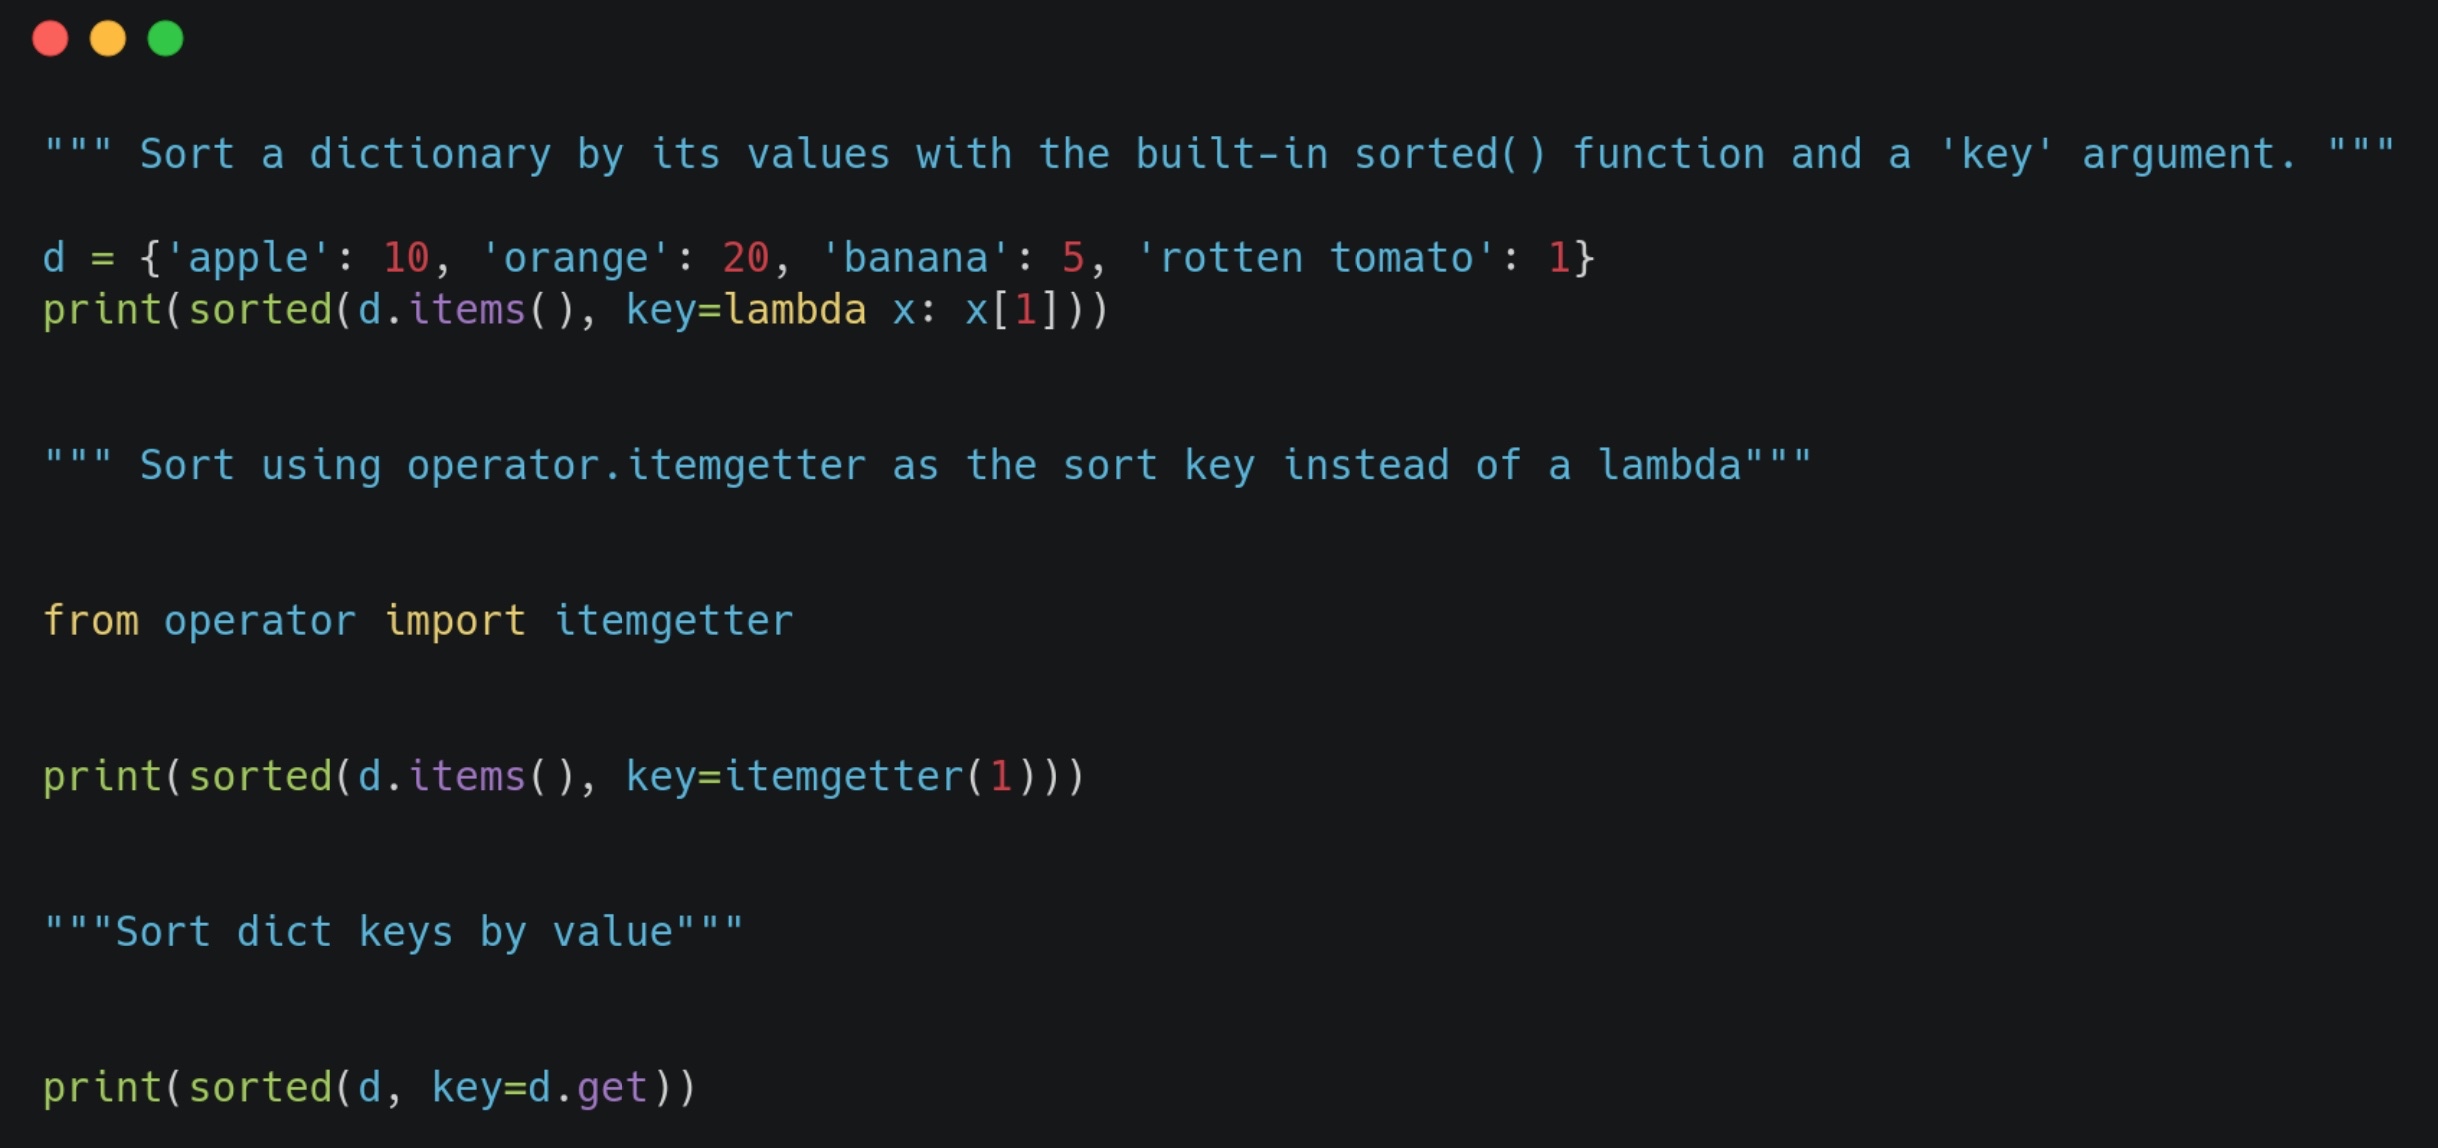 """ Sort a dictionary by its values with the built-in sorted() function and a 'key' argument. """
d = {'apple': 10, 'orange': 20, 'banana': 5, 'rotten tomato': 1}
print(sorted(d.items(), key=lambda x: x[1]))
""" Sort using operator.itemgetter as the sort key instead of a lambda"""
from operator import itemgetter
print(sorted(d.items(), key=itemgetter(1)))
"""Sort dict keys by value"""
print(sorted(d, key=d.get))